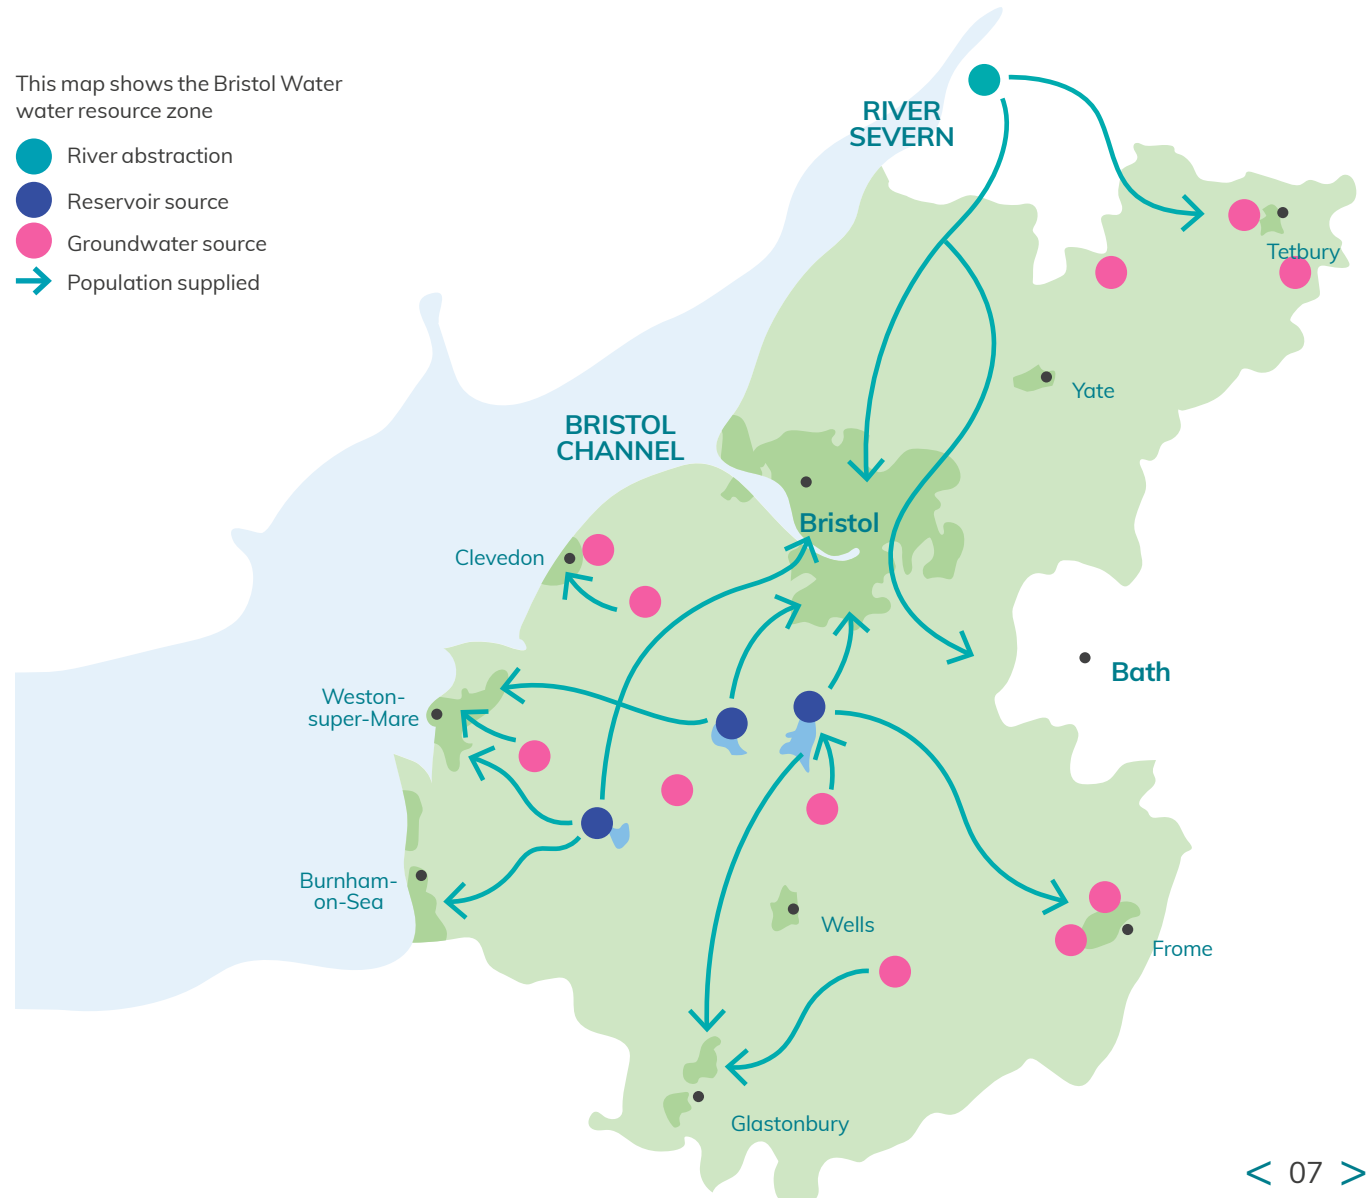 This map shows the Bristol Water
water resource zone
River abstraction
Reservoir source
Groundwater source
Population supplied
RIVER
SEVERN
Tetbury
Yate
BRISTOL
CHANNEL
Bristol
Clevedon
Bath
Weston-
super-Mare
Burnham-
on-Sea
Wells
Frome
Glastonbury
< 07 >